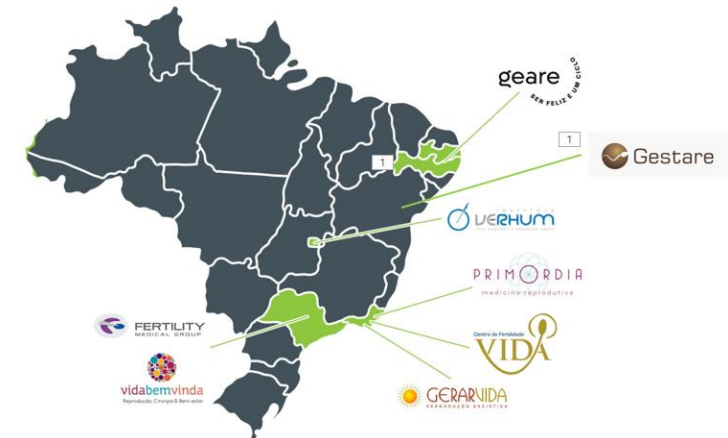 geare
SER FELIZ É UM CICLO
1
Gestare
1
INSTITUTO
VERHUM
PRIMORDIA
medicina reprodutiva
Centro de Fertilidade
VIDA
FERTILITY
MEDICAL GROUP
vidabemvinda
Reprodução, Cirurgia & Bem-estar
GERARVIDA
REPRODUÇÃO ASSISTIDA